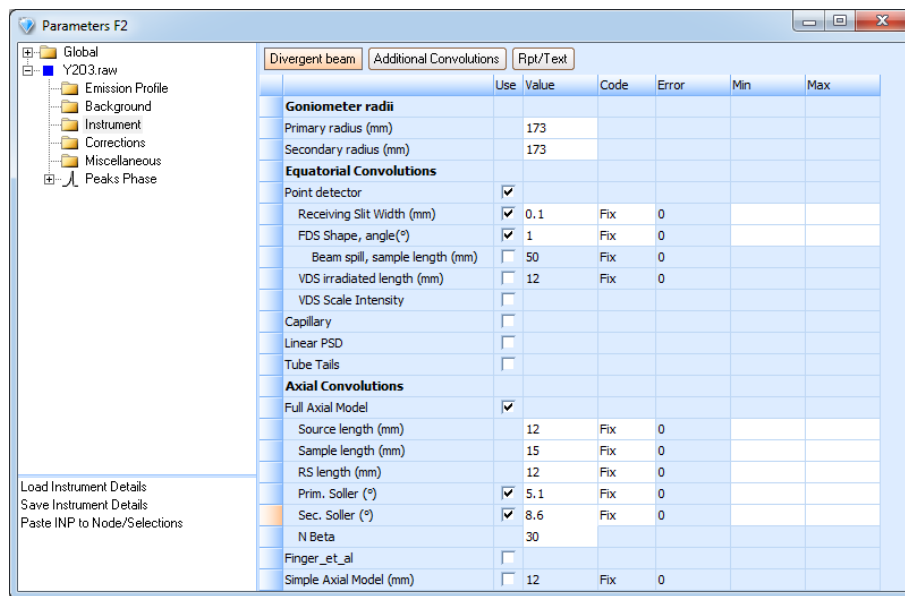 Parameters F2
Global
Y2O3.raw
Emission Profile
Background
Instrument
Corrections
Miscellaneous
Peaks Phase
Load Instrument Details
Save Instrument Details
Paste INP to Node/Selections
Divergent beam Additional Convolutions Rpt/Text
Use Value Code Error Min Max
Goniometer radii
Primary radius (mm) 173
Secondary radius (mm) 173
Equatorial Convolutions
Point detector
Receiving Slit Width (mm) 0.1 Fix 0
FDS Shape, angle(º) 1 Fix 0
Beam spill, sample length (mm) 50 Fix 0
VDS irradiated length (mm) 12 Fix 0
VDS Scale Intensity
Capillary
Linear PSD
Tube Tails
Axial Convolutions
Full Axial Model
Source length (mm) 12 Fix 0
Sample length (mm) 15 Fix 0
RS length (mm) 12 Fix 0
Prim. Soller (º) 5.1 Fix 0
Sec. Soller (º) 8.6 Fix 0
N Beta 30
Finger_et_al
Simple Axial Model (mm) 12 Fix 0